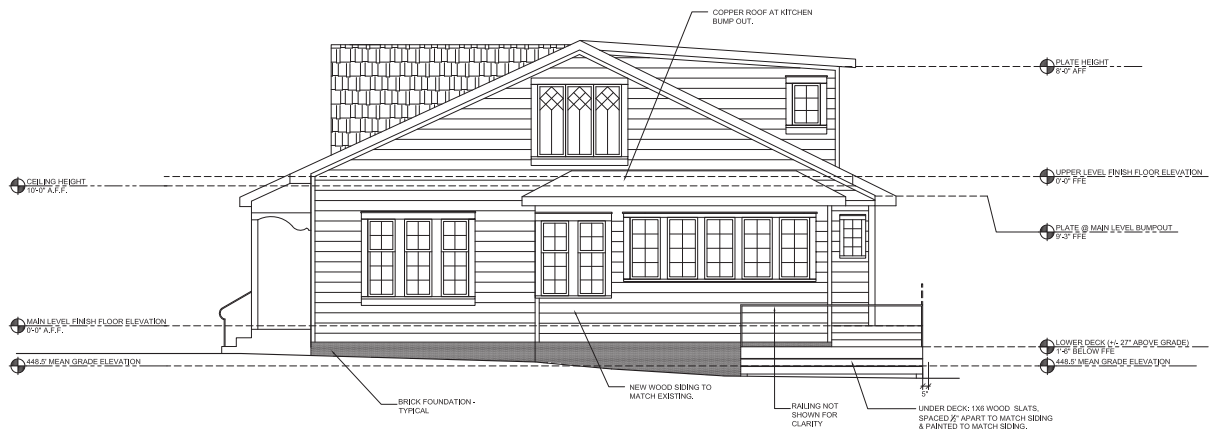 COPPER ROOF AT KITCHEN
BUMP OUT.
PLATE HEIGHT
8'-0" AFF
CEILING HEIGHT
10'-0" A.F.F.
UPPER LEVEL FINISH FLOOR ELEVATION
0'-0" FFE
PLATE @ MAIN LEVEL BUMPOUT
9'-3" FFE
MAIN LEVEL FINISH FLOOR ELEVATION
0'-0" A.F.F.
LOWER DECK (+/- 27" ABOVE GRADE)
1'-6" BELOW FFE
448.5' MEAN GRADE ELEVATION
448.5' MEAN GRADE ELEVATION
5"
BRICK FOUNDATION -
TYPICAL
NEW WOOD SIDING TO
MATCH EXISTING.
RAILING NOT
SHOWN FOR
CLARITY
UNDER DECK: 1X6 WOOD SLATS,
SPACED ½" APART TO MATCH SIDING
& PAINTED TO MATCH SIDING.